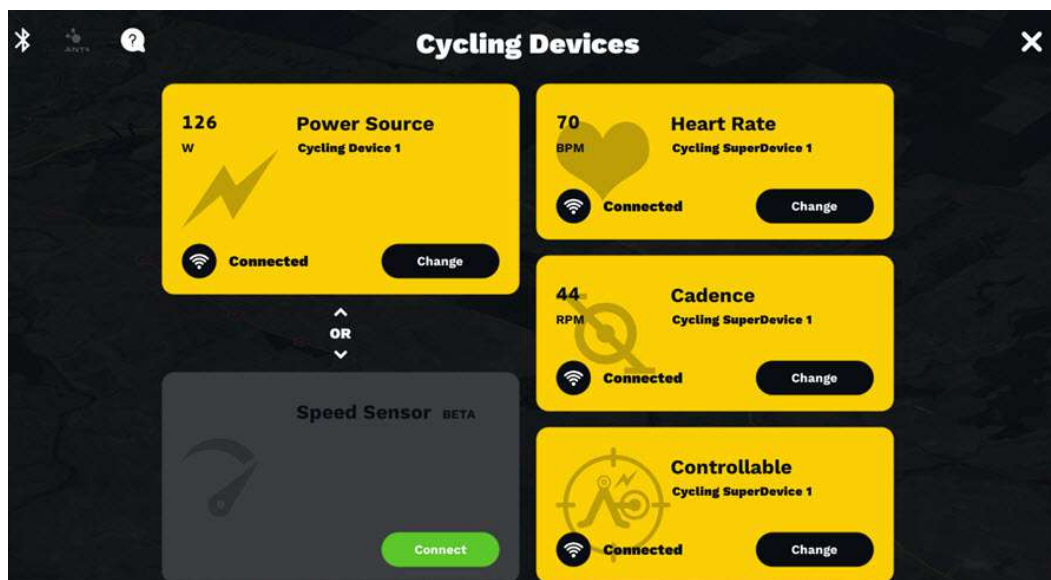 ANT+
?
Cycling Devices
126
W
Power Source
Cycling Device 1
Connected
Change
OR
Speed Sensor BETA
Connect
70
BPM
Heart Rate
Cycling SuperDevice 1
Connected
Change
44
RPM
Cadence
Cycling SuperDevice 1
Connected
Change
Controllable
Cycling SuperDevice 1
Connected
Change